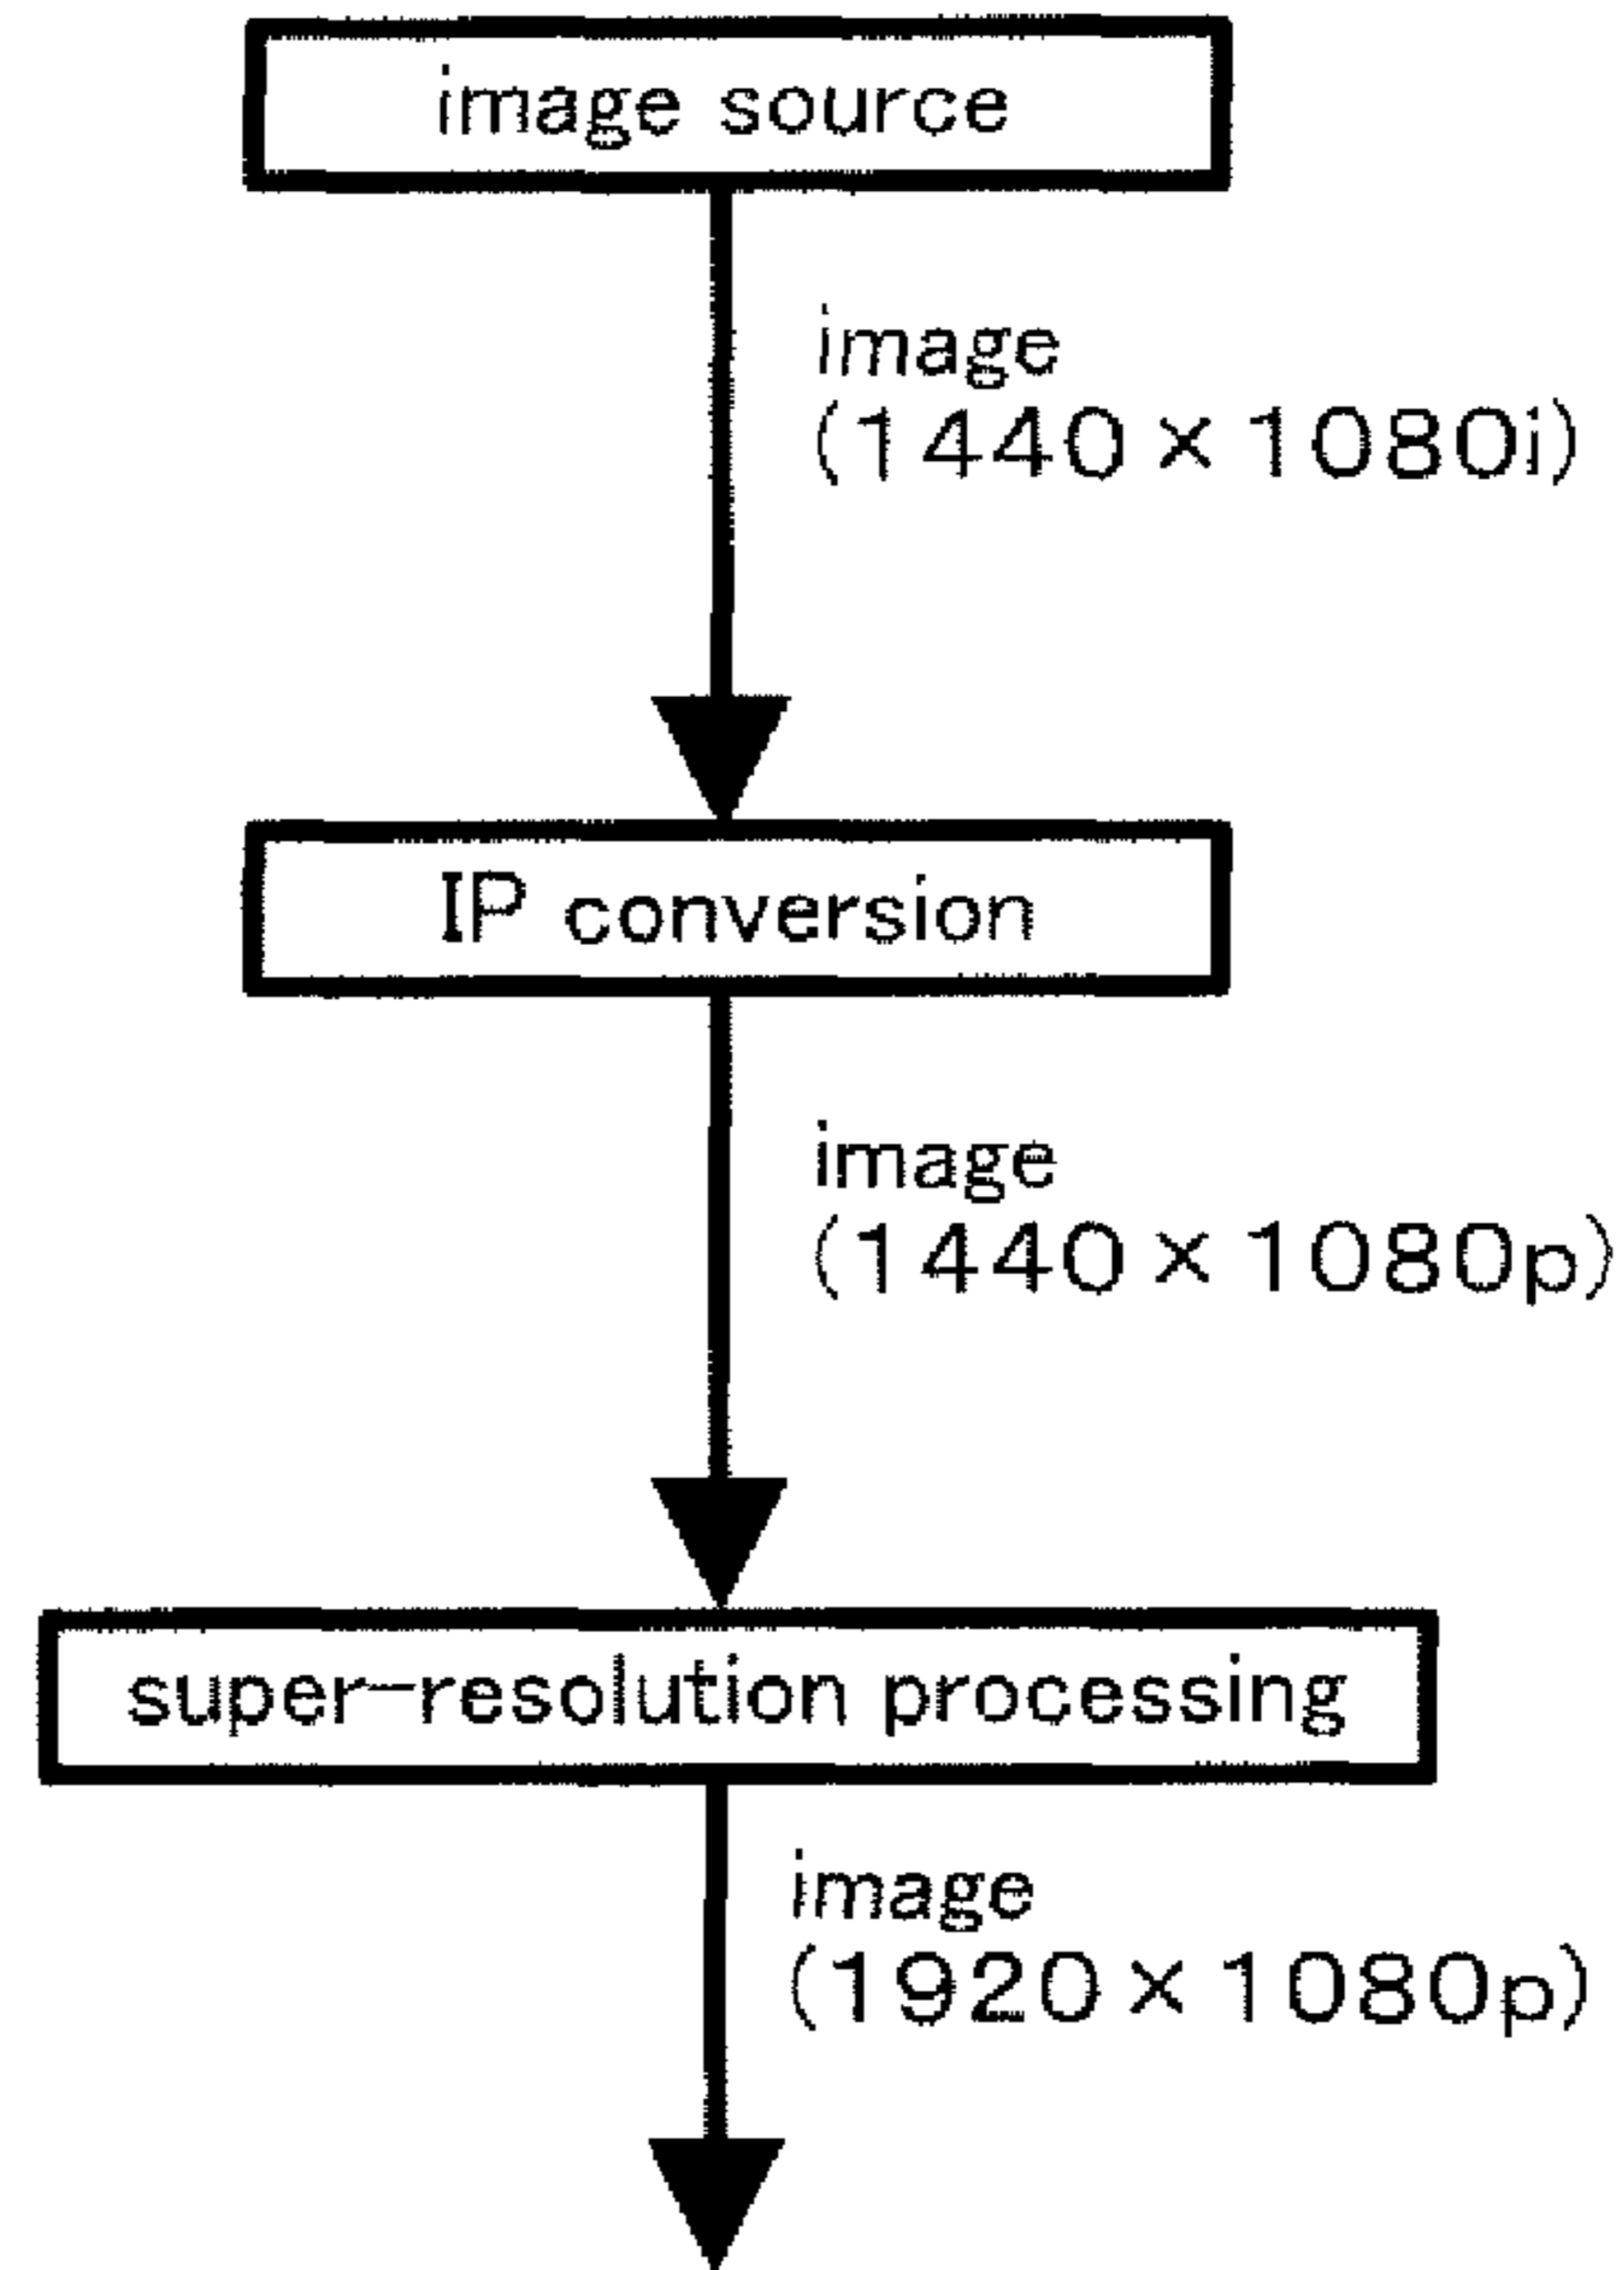 image source
image
(1440×1080i)
IP conversion
image
(1440×1080p)
super-resolution processing
image
(1920×1080p)